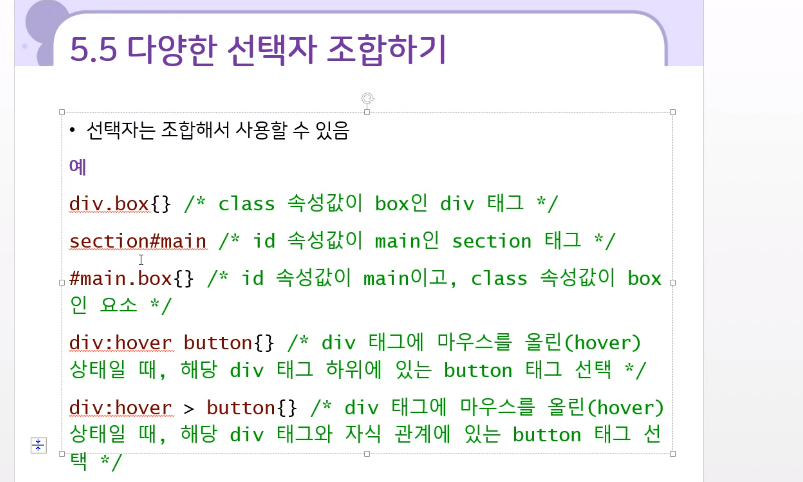 5.5 다양한 선택자 조합하기
• 선택자는 조합해서 사용할 수 있음
예
div.box{} /* class 속성값이 box인 div 태그 */
section#main /* id 속성값이 main인 section 태그 */
#main.box{} /* id 속성값이 main이고, class 속성값이 box
인 요소 */
div:hover button{} /* div 태그에 마우스를 올린(hover)
상태일 때, 해당 div 태그 하위에 있는 button 태그 선택 */
div:hover > button{} /* div 태그에 마우스를 올린(hover)
상태일 때, 해당 div 태그와 자식 관계에 있는 button 태그 선
택 */